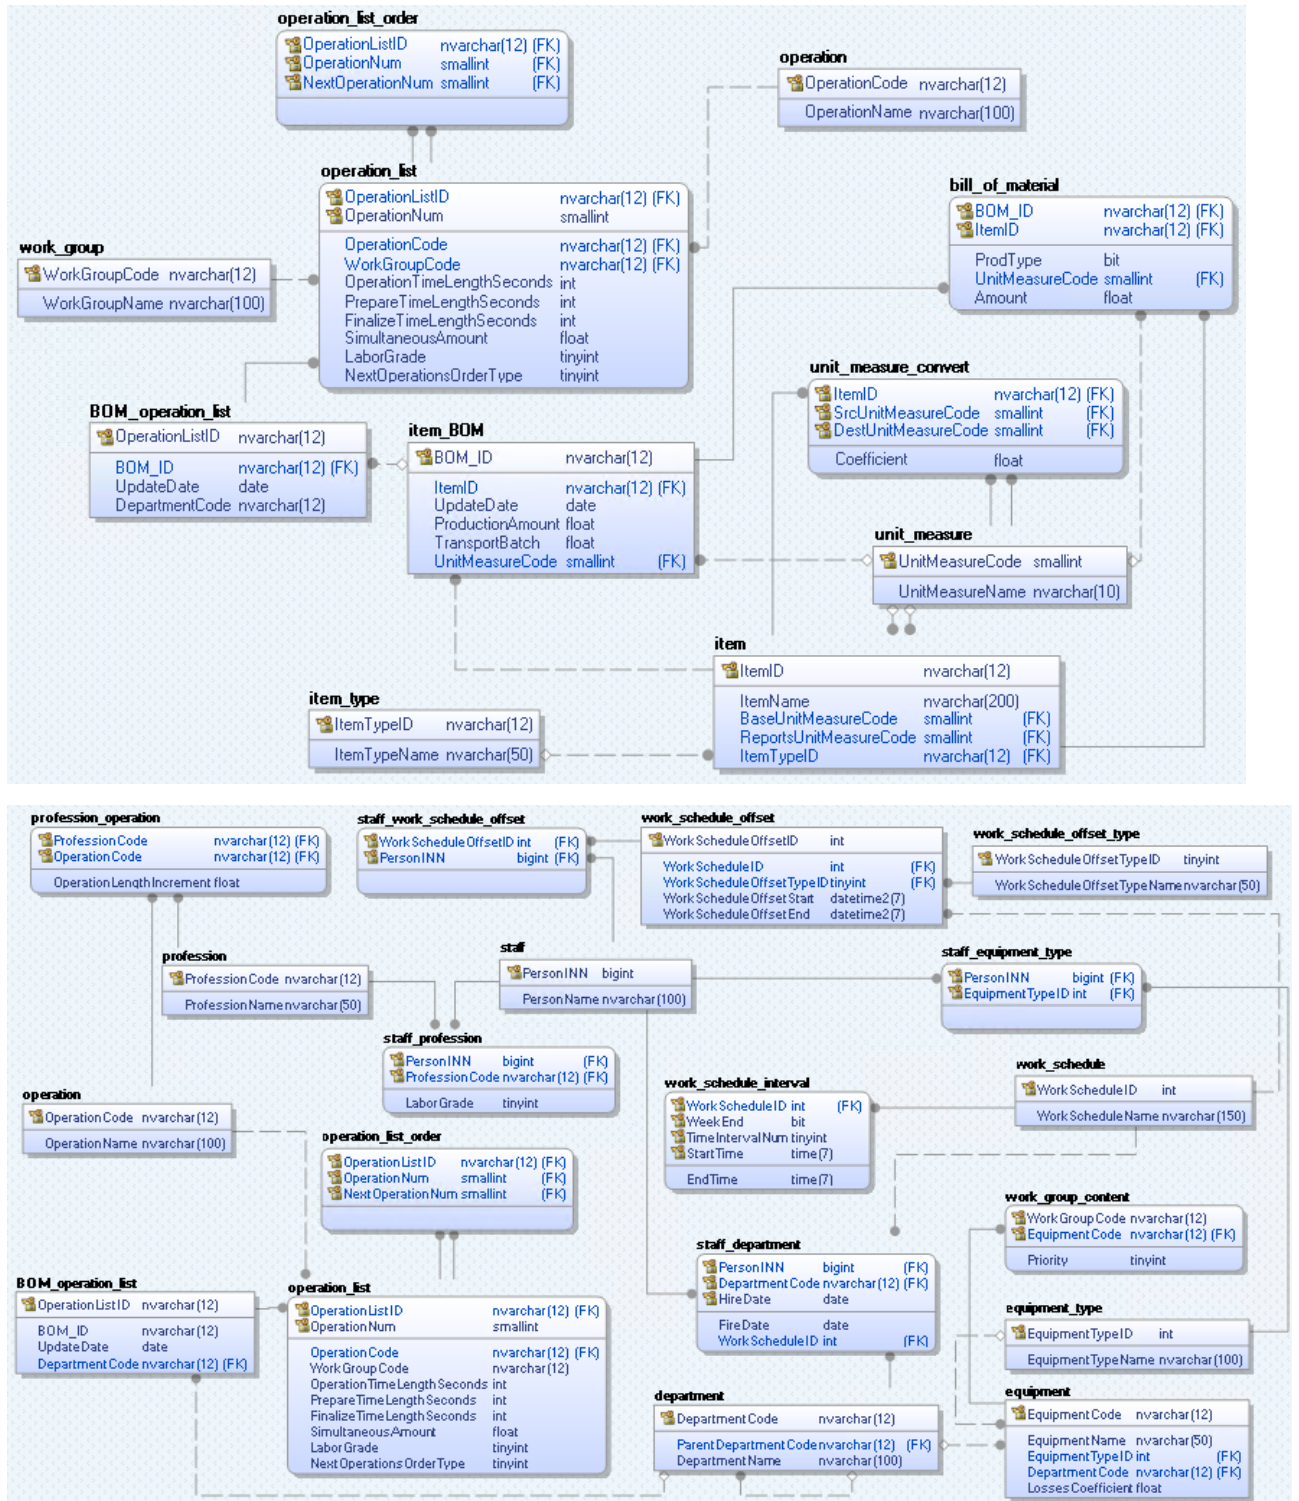 operation_list_order
OperationListID nvarchar(12) (FK)
OperationNum smallint (FK)
NextOperationNum smallint (FK)
operation
OperationCode nvarchar(12)
OperationName nvarchar(100)
operation_list
OperationListID nvarchar(12) (FK)
OperationNum smallint
OperationCode nvarchar(12) (FK)
WorkGroupCode nvarchar(12) (FK)
OperationTimeLengthSeconds int
PrepareTimeLengthSeconds int
FinalizeTimeLengthSeconds int
SimultaneousAmount float
LaborGrade tinyint
NextOperationsOrderType tinyint
bill_of_material
BOM_ID nvarchar(12) (FK)
ItemID nvarchar(12) (FK)
ProdType bit
UnitMeasureCode smallint (FK)
Amount float
work_group
WorkGroupCode nvarchar(12)
WorkGroupName nvarchar(100)
unit_measure_convert
ItemID nvarchar(12) (FK)
SrcUnitMeasureCode smallint (FK)
DestUnitMeasureCode smallint (FK)
Coefficient float
BOM_operation_list
OperationListID nvarchar(12)
BOM_ID nvarchar(12) (FK)
UpdateDate date
DepartmentCode nvarchar(12)
item_BOM
BOM_ID nvarchar(12)
ItemID nvarchar(12) (FK)
UpdateDate date
ProductionAmount float
TransportBatch float
UnitMeasureCode smallint (FK)
unit_measure
UnitMeasureCode smallint
UnitMeasureName nvarchar(10)
item
ItemID nvarchar(12)
ItemName nvarchar(200)
BaseUnitMeasureCode smallint (FK)
ReportsUnitMeasureCode smallint (FK)
ItemTypeID nvarchar(12) (FK)
item_type
ItemTypeID nvarchar(12)
ItemTypeName nvarchar(50)
profession_operation
ProfessionCode nvarchar(12) (FK)
OperationCode nvarchar(12) (FK)
OperationLengthIncrement float
staff_work_schedule_offset
WorkScheduleOffsetID int (FK)
PersonINN bigint (FK)
work_schedule_offset
WorkScheduleOffsetID int
WorkScheduleID int (FK)
WorkScheduleOffsetTypeID tinyint (FK)
WorkScheduleOffsetStart datetime2(7)
WorkScheduleOffsetEnd datetime2(7)
work_schedule_offset_type
WorkScheduleOffsetTypeID tinyint
WorkScheduleOffsetTypeName nvarchar(50)
profession
ProfessionCode nvarchar(12)
ProfessionName nvarchar(50)
staff
PersonINN bigint
PersonName nvarchar(100)
staff_equipment_type
PersonINN bigint (FK)
EquipmentTypeID int (FK)
staff_profession
PersonINN bigint (FK)
ProfessionCode nvarchar(12) (FK)
LaborGrade tinyint
work_schedule_interval
WorkScheduleID int (FK)
WeekEnd bit
TimeIntervalNum tinyint
StartTime time(7)
EndTime time(7)
work_schedule
WorkScheduleID int
WorkScheduleName nvarchar(150)
operation
OperationCode nvarchar(12)
OperationName nvarchar(100)
operation_list_order
OperationListID nvarchar(12) (FK)
OperationNum smallint (FK)
NextOperationNum smallint (FK)
work_group_content
WorkGroupCode nvarchar(12)
EquipmentCode nvarchar(12) (FK)
Priority tinyint
staff_department
PersonINN bigint (FK)
DepartmentCode nvarchar(12) (FK)
HireDate date
FireDate date
WorkScheduleID int (FK)
BOM_operation_list
OperationListID nvarchar(12)
BOM_ID nvarchar(12)
UpdateDate date
DepartmentCode nvarchar(12) (FK)
operation_list
OperationListID nvarchar(12) (FK)
OperationNum smallint
OperationCode nvarchar(12) (FK)
WorkGroupCode nvarchar(12)
OperationTimeLengthSeconds int
PrepareTimeLengthSeconds int
FinalizeTimeLengthSeconds int
SimultaneousAmount float
LaborGrade tinyint
NextOperationsOrderType tinyint
equipment_type
EquipmentTypeID int
EquipmentTypeName nvarchar(100)
department
DepartmentCode nvarchar(12)
ParentDepartmentCode nvarchar(12) (FK)
DepartmentName nvarchar(100)
equipment
EquipmentCode nvarchar(12)
EquipmentName nvarchar(50)
EquipmentTypeID int (FK)
DepartmentCode nvarchar(12) (FK)
LossesCoefficient float